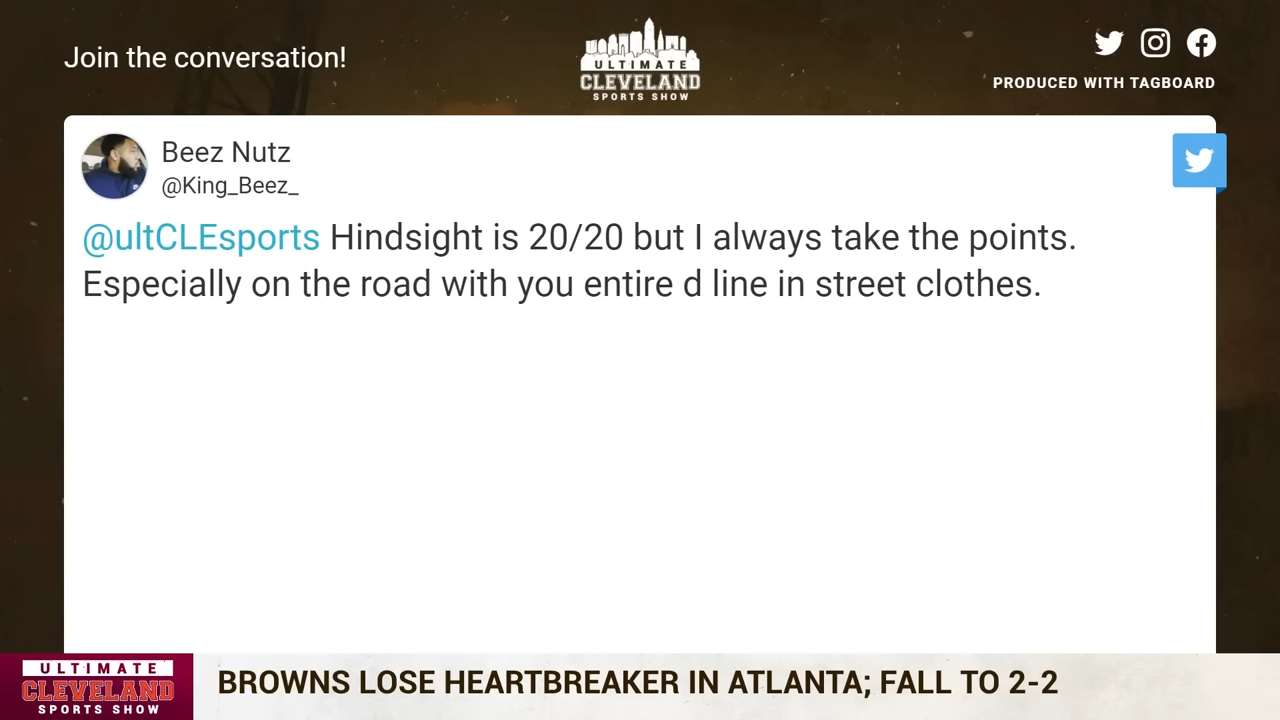 Join the conversation!
ULTIMATE
CLEVELAND
SPORTS SHOW
PRODUCED WITH TAGBOARD
Beez Nutz
@King_Beez_
@ultCLEsports Hindsight is 20/20 but I always take the points.
Especially on the road with you entire d line in street clothes.
ULTIMATE
CLEVELAND
SPORTS SHOW
BROWNS LOSE HEARTBREAKER IN ATLANTA; FALL TO 2-2